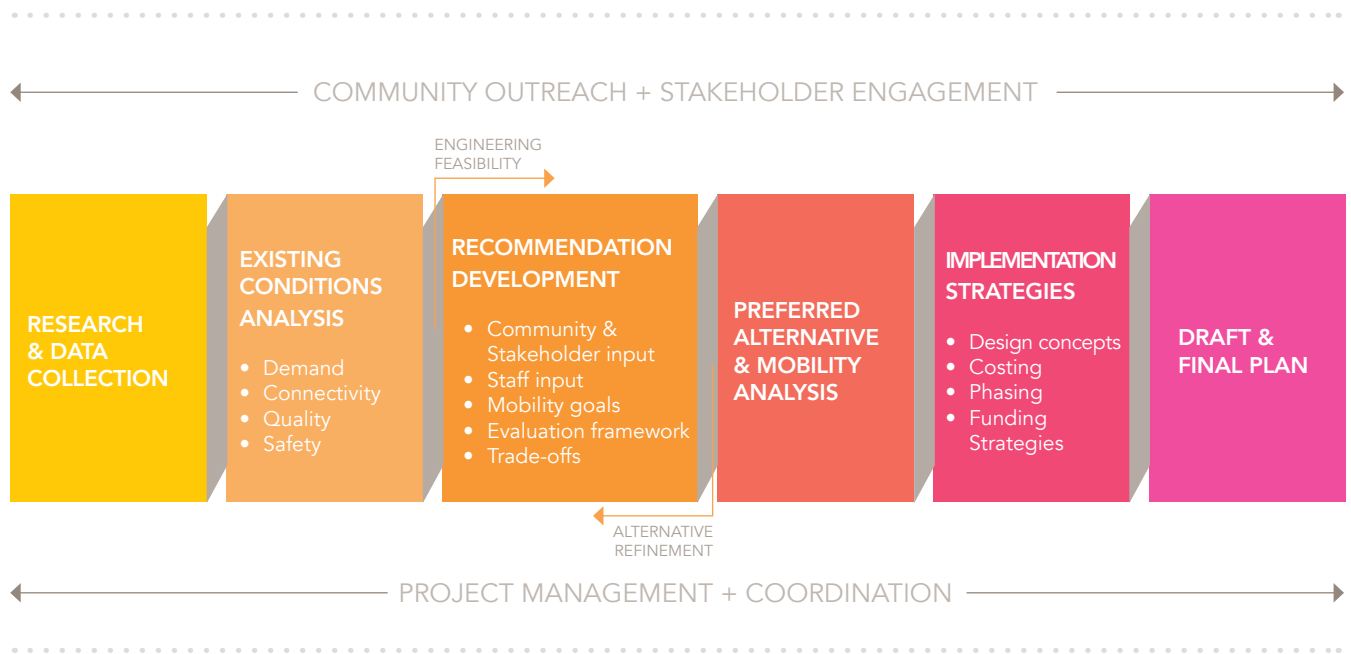 COMMUNITY OUTREACH + STAKEHOLDER ENGAGEMENT
ENGINEERING
FEASIBILITY
RESEARCH
& DATA
COLLECTION
EXISTING
CONDITIONS
ANALYSIS
• Demand
• Connectivity
• Quality
• Safety
RECOMMENDATION
DEVELOPMENT
• Community &
Stakeholder input
• Staff input
• Mobility goals
• Evaluation framework
• Trade-offs
PREFERRED
ALTERNATIVE
& MOBILITY
ANALYSIS
IMPLEMENTATION
STRATEGIES
• Design concepts
• Costing
• Phasing
• Funding
Strategies
DRAFT &
FINAL PLAN
ALTERNATIVE
REFINEMENT
PROJECT MANAGEMENT + COORDINATION